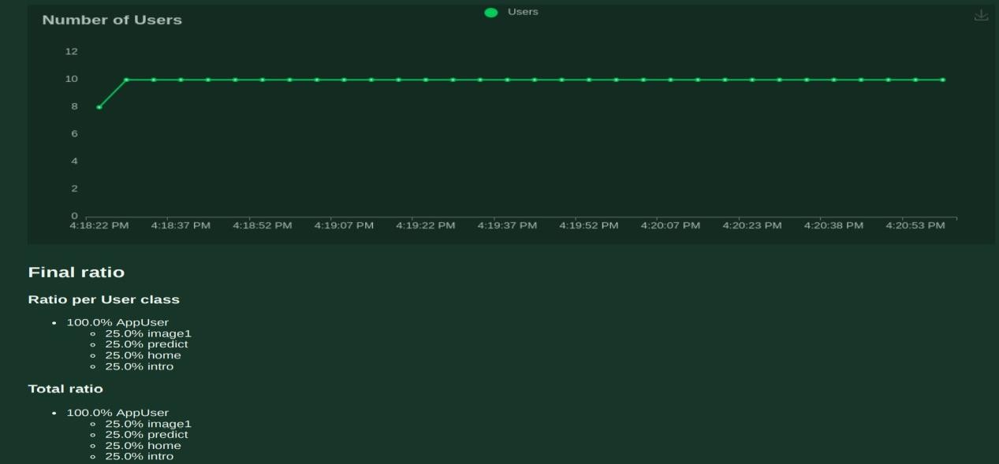 Number of Users
Users
12
10
8
6
4
2
0
4:18:22 PM 4:18:37 PM 4:18:52 PM 4:19:07 PM 4:19:22 PM 4:19:37 PM 4:19:52 PM 4:20:07 PM 4:20:23 PM 4:20:38 PM 4:20:53 PM
Final ratio
Ratio per User class
• 100.0% AppUser
◦ 25.0% image1
◦ 25.0% predict
◦ 25.0% home
◦ 25.0% intro
Total ratio
• 100.0% AppUser
◦ 25.0% image1
◦ 25.0% predict
◦ 25.0% home
◦ 25.0% intro